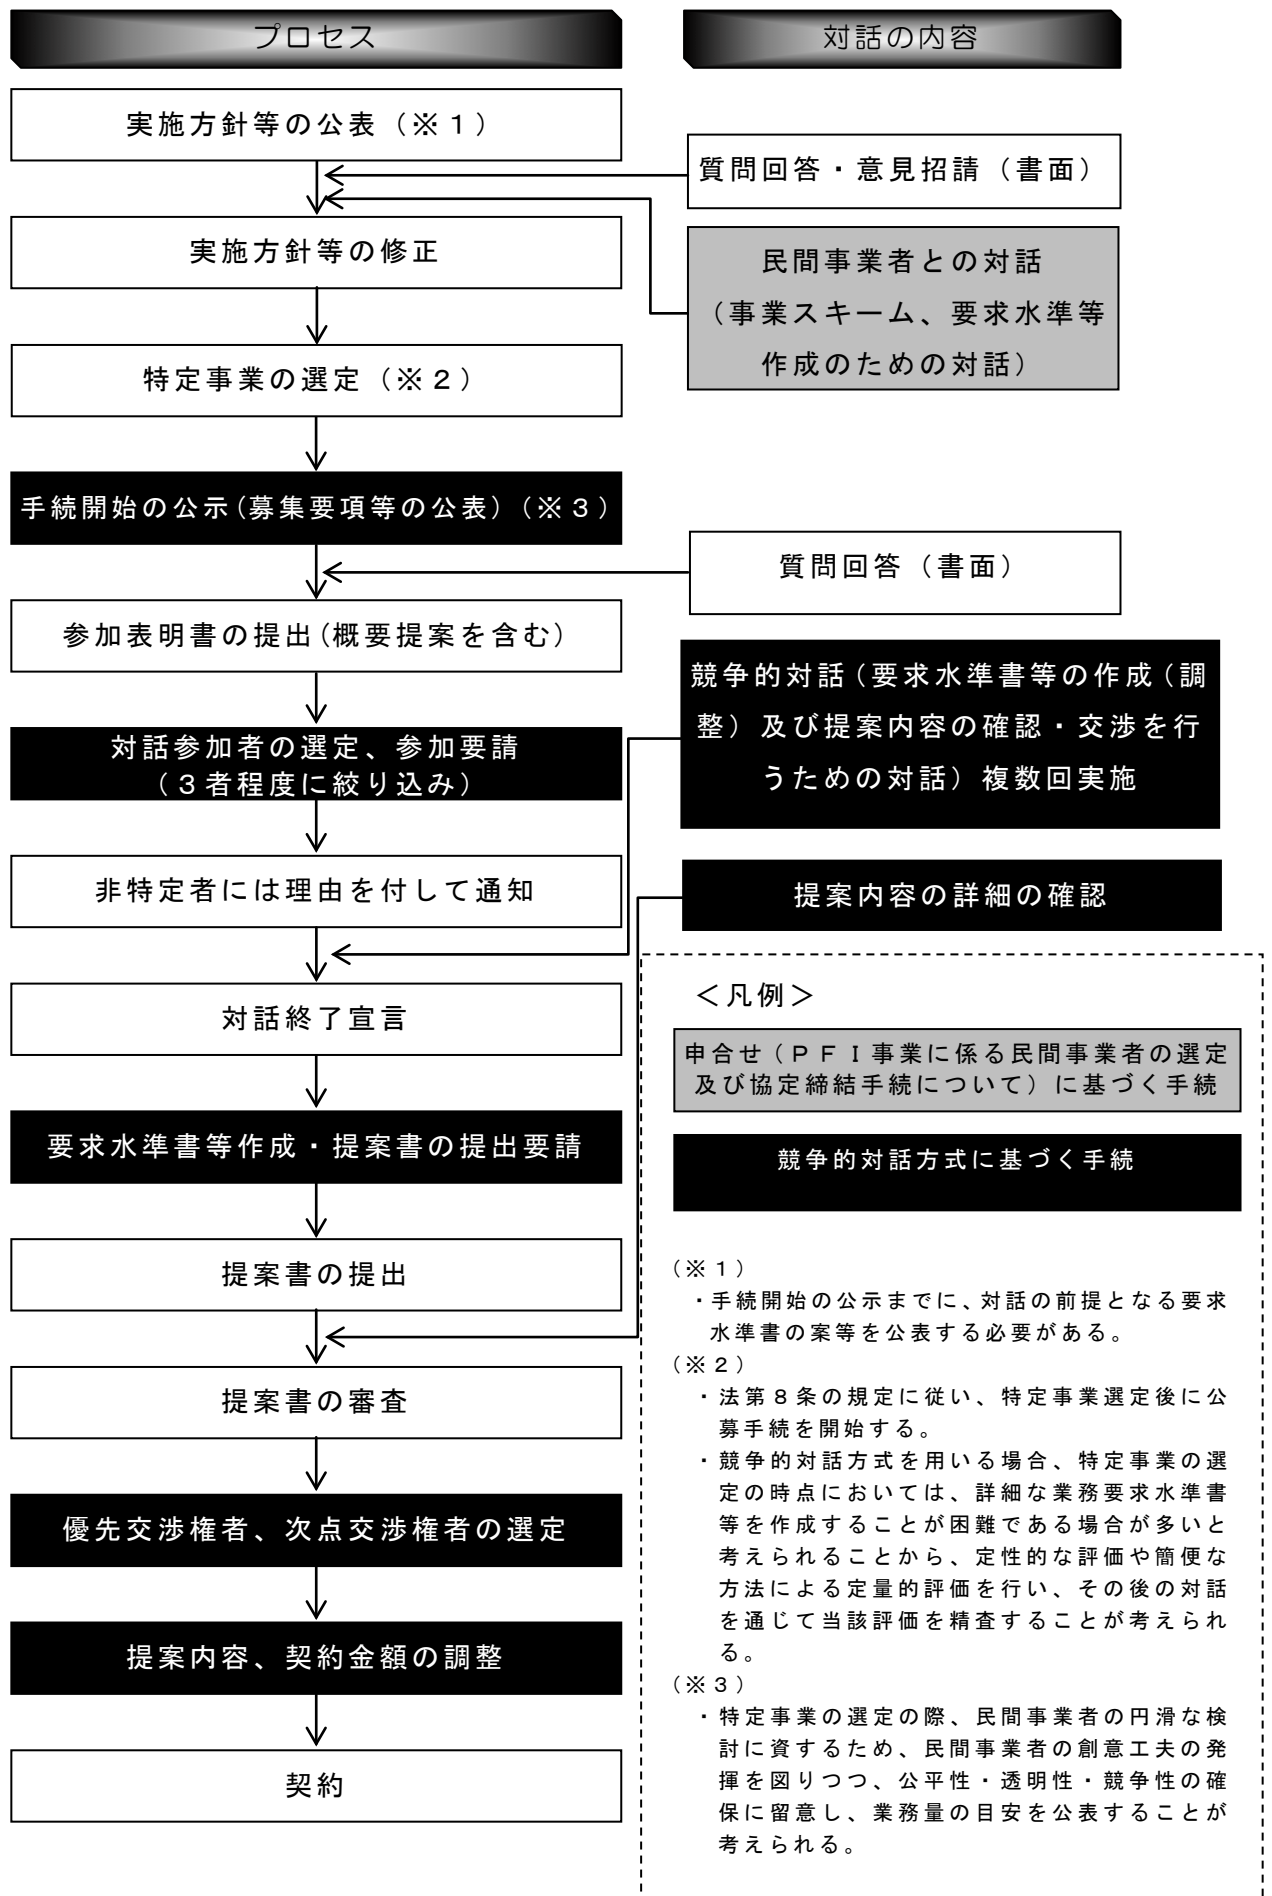 プロセス
対話の内容
実施方針等の公表（※１）
質問回答・意見招請（書面）
実施方針等の修正
民間事業者との対話
（事業スキーム、要求水準等
作成のための対話）
特定事業の選定（※２）
手続開始の公示(募集要項等の公表)（※３）
質問回答（書面）
参加表明書の提出(概要提案を含む)
競争的対話（要求水準書等の作成（調
整）及び提案内容の確認・交渉を行
うための対話）複数回実施
対話参加者の選定、参加要請
（３者程度に絞り込み）
非特定者には理由を付して通知
提案内容の詳細の確認
対話終了宣言
要求水準書等作成・提案書の提出要請
提案書の提出
提案書の審査
優先交渉権者、次点交渉権者の選定
提案内容、契約金額の調整
契約
＜凡例＞
申合せ（ＰＦＩ事業に係る民間事業者の選定
及び協定締結手続について）に基づく手続
競争的対話方式に基づく手続
（※１）
・手続開始の公示までに、対話の前提となる要求
水準書の案等を公表する必要がある。
（※２）
・法第８条の規定に従い、特定事業選定後に公
募手続を開始する。
・競争的対話方式を用いる場合、特定事業の選
定の時点においては、詳細な業務要求水準書
等を作成することが困難である場合が多いと
考えられることから、定性的な評価や簡便な
方法による定量的評価を行い、その後の対話
を通じて当該評価を精査することが考えられ
る。
（※３）
・特定事業の選定の際、民間事業者の円滑な検
討に資するため、民間事業者の創意工夫の発
揮を図りつつ、公平性・透明性・競争性の確
保に留意し、業務量の目安を公表することが
考えられる。